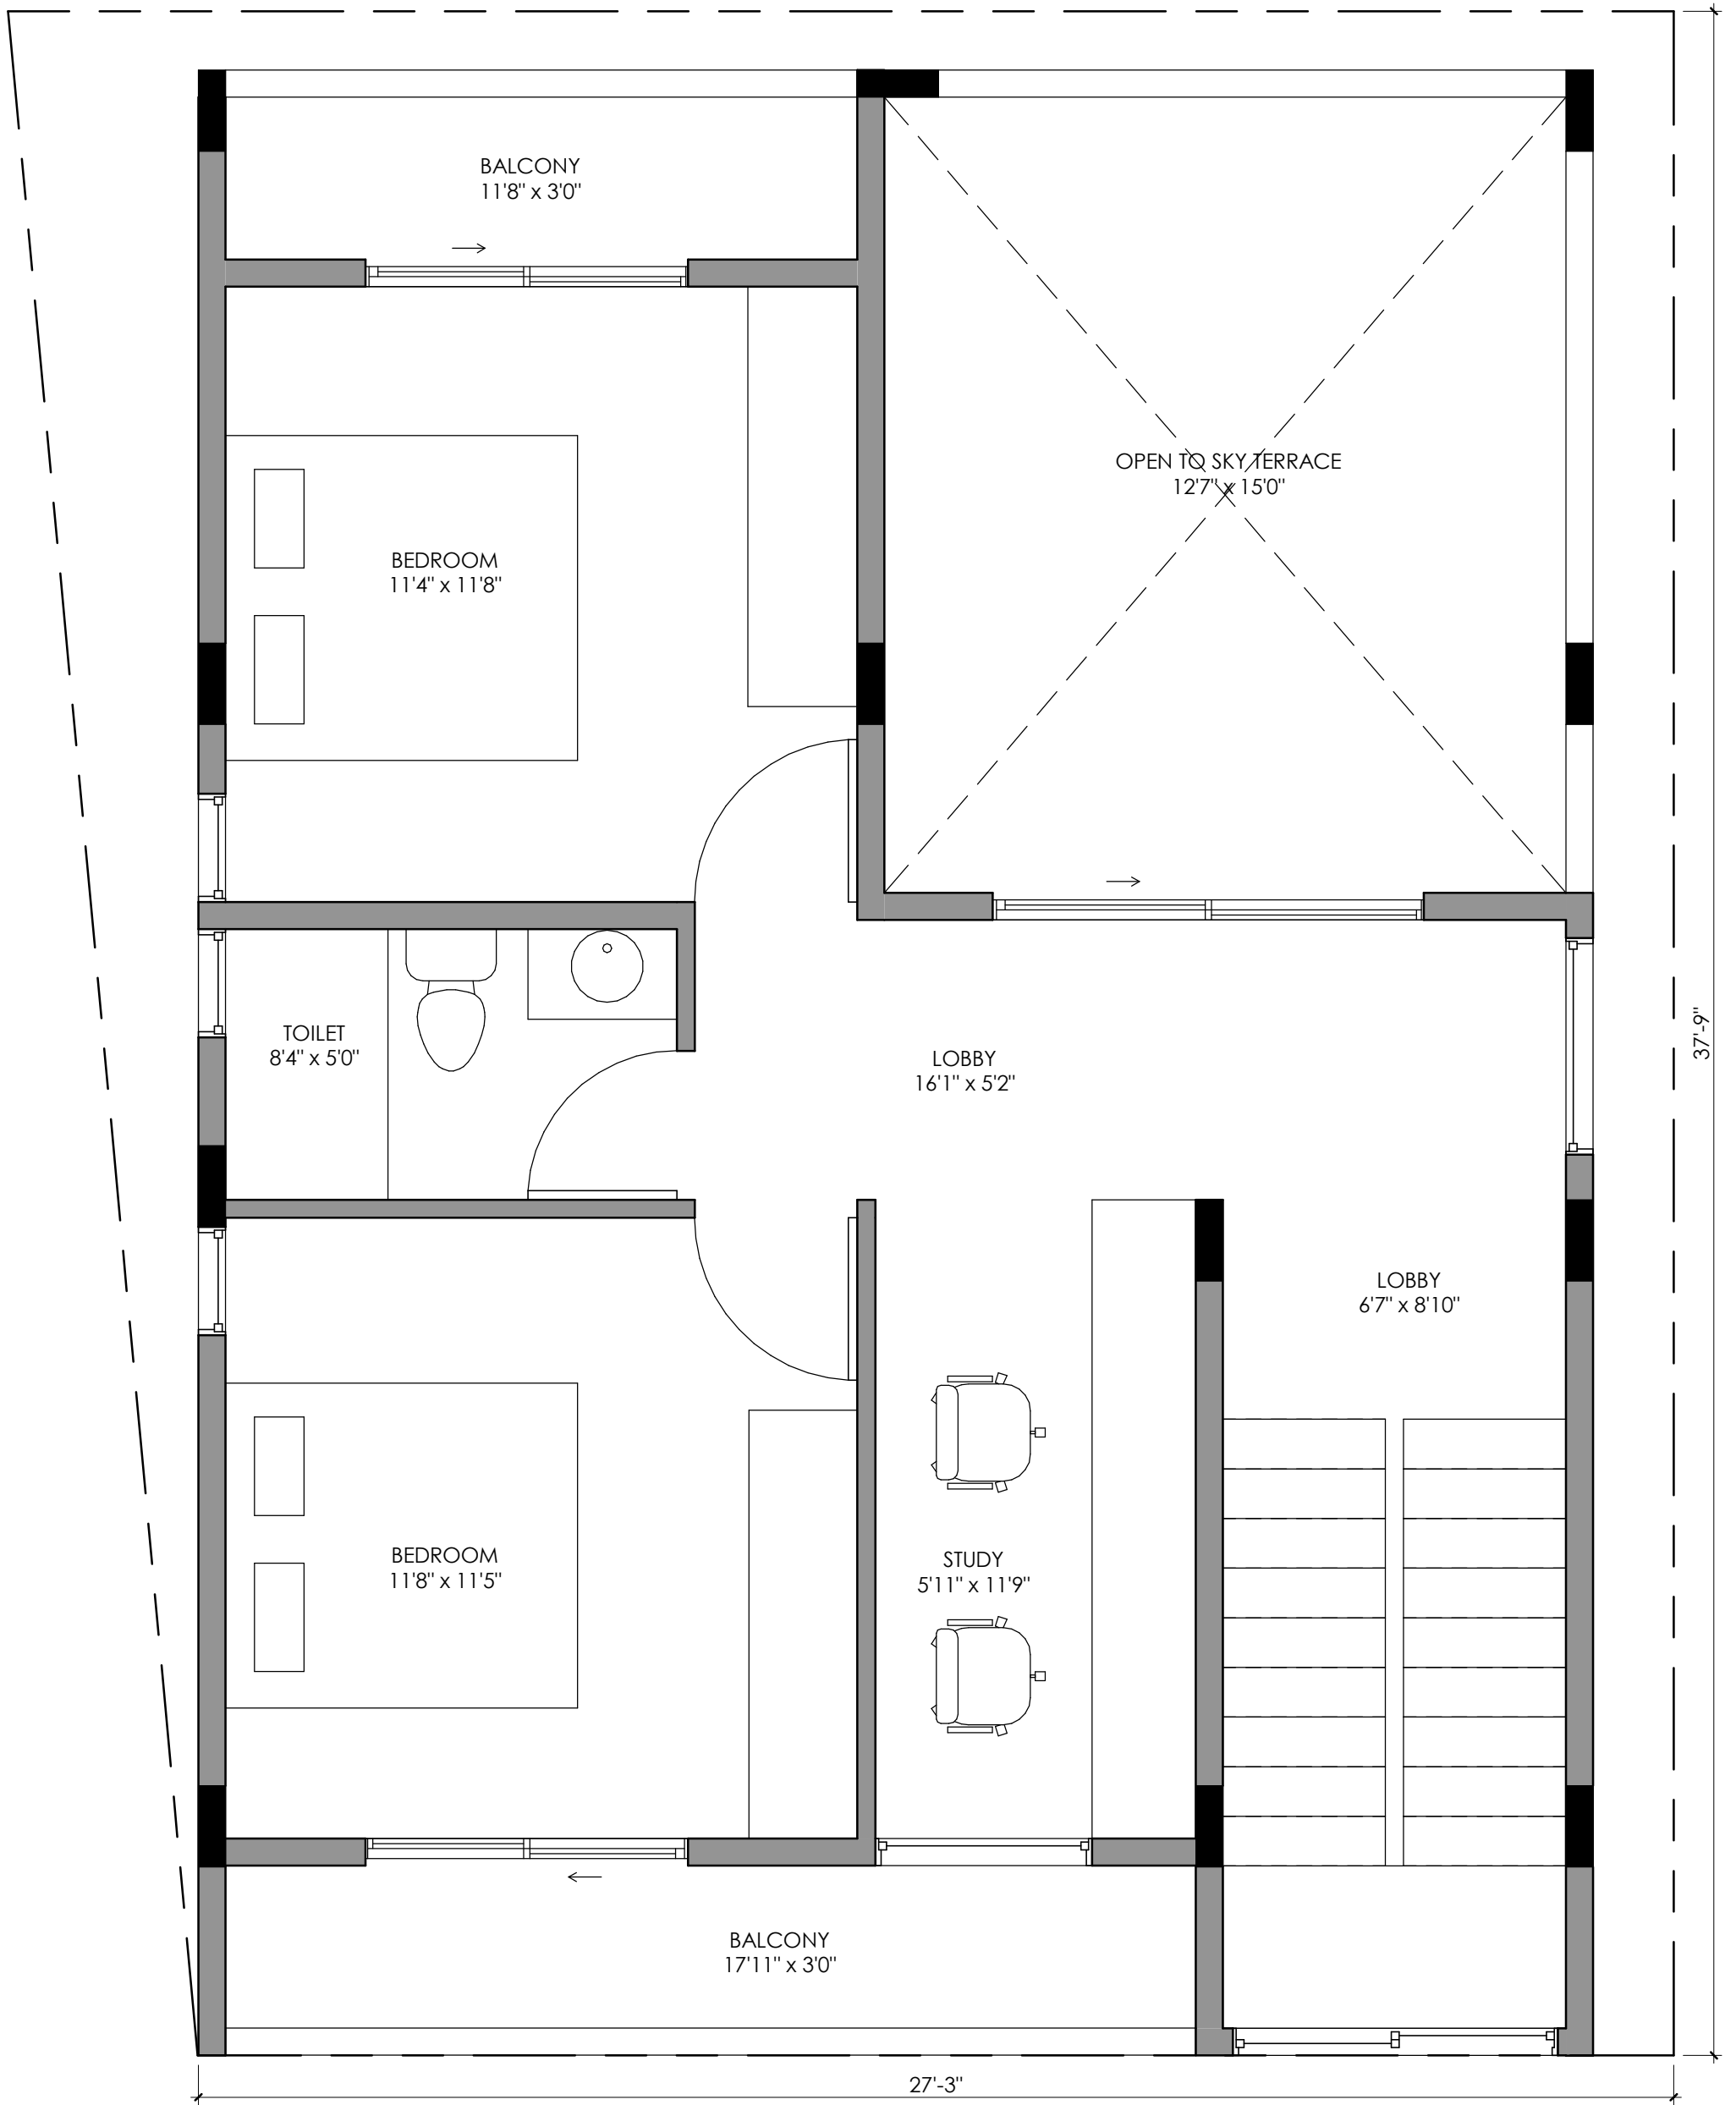 BALCONY
11'8" x 3'0"
OPEN TO SKY TERRACE
12'7" x 15'0"
BEDROOM
11'4" x 11'8"
TOILET
8'4" x 5'0"
LOBBY
16'1" x 5'2"
37'-9"
LOBBY
6'7" x 8'10"
BEDROOM
11'8" x 11'5"
STUDY
5'11" x 11'9"
BALCONY
17'11" x 3'0"
27'-3"